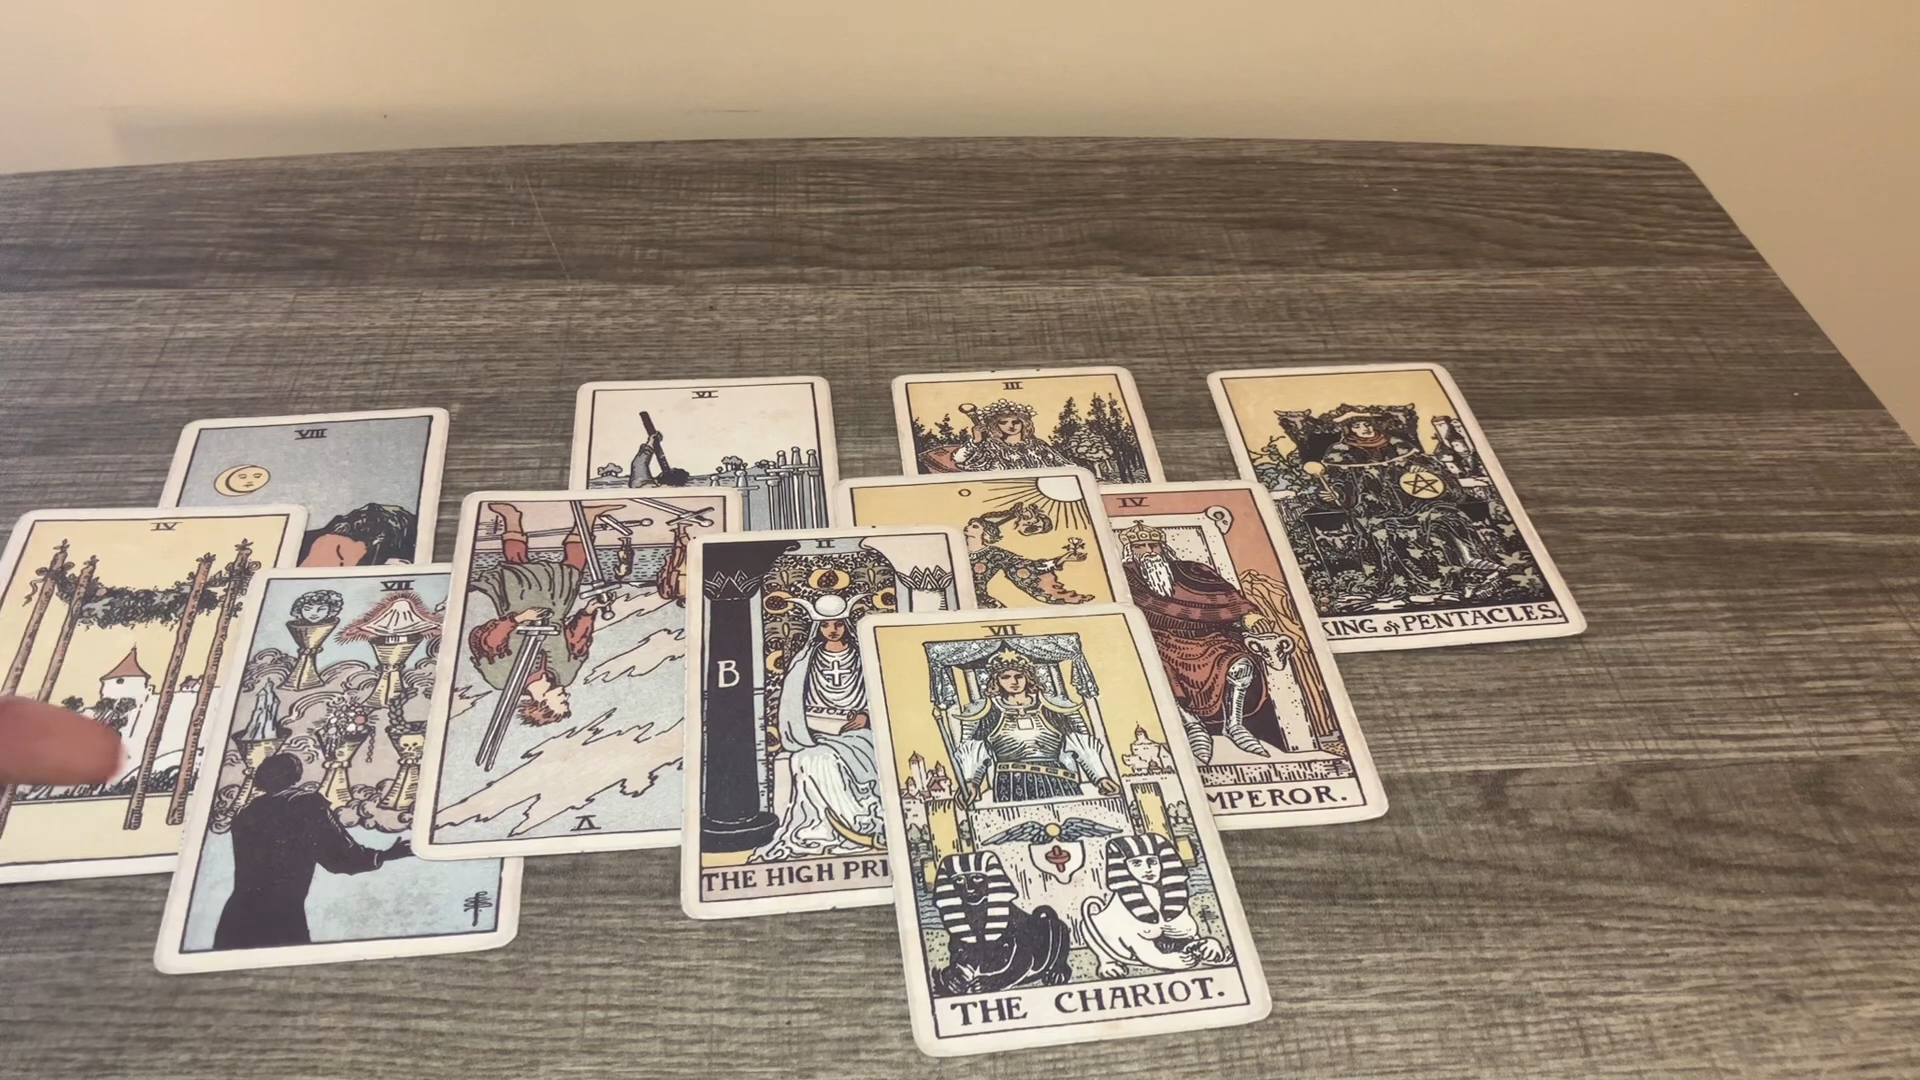 VIII
VI
III
IV
IV
KING of PENTACLES.
VII
II
B
VII
V
MPEROR.
THE HIGH PRI
THE CHARIOT.